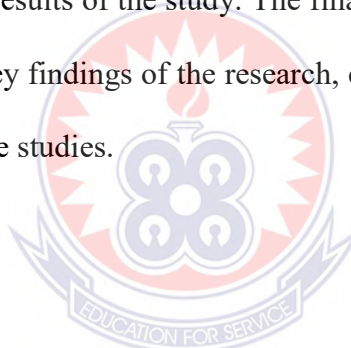 esults of the study. The fina
ey findings of the research,
e studies.
EDUCATION FOR SERVICE